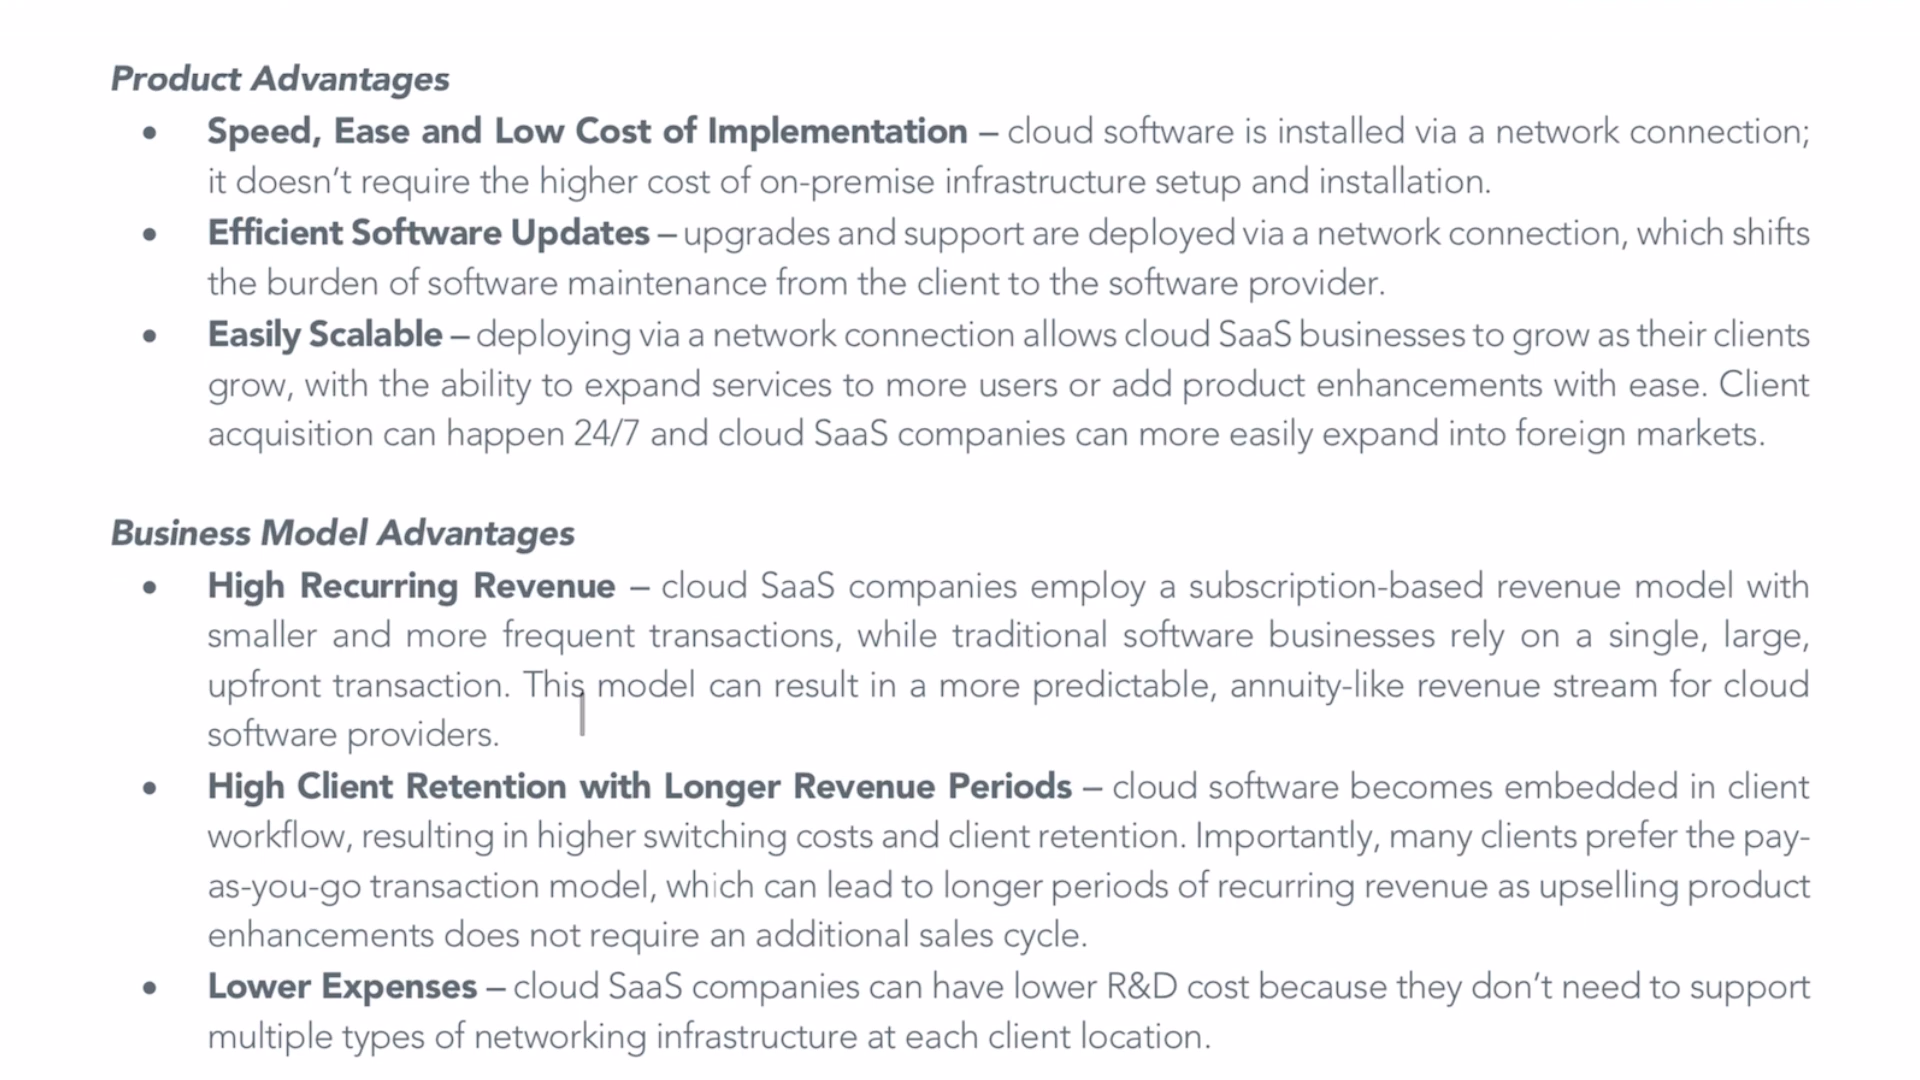 Product Advantages
• Speed, Ease and Low Cost of Implementation – cloud software is installed via a network connection;
it doesn't require the higher cost of on-premise infrastructure setup and installation.
• Efficient Software Updates – upgrades and support are deployed via a network connection, which shifts
the burden of software maintenance from the client to the software provider.
• Easily Scalable – deploying via a network connection allows cloud SaaS businesses to grow as their clients
grow, with the ability to expand services to more users or add product enhancements with ease. Client
acquisition can happen 24/7 and cloud SaaS companies can more easily expand into foreign markets.
Business Model Advantages
• High Recurring Revenue – cloud SaaS companies employ a subscription-based revenue model with
smaller and more frequent transactions, while traditional software businesses rely on a single, large,
upfront transaction. This model can result in a more predictable, annuity-like revenue stream for cloud
software providers.
• High Client Retention with Longer Revenue Periods – cloud software becomes embedded in client
workflow, resulting in higher switching costs and client retention. Importantly, many clients prefer the pay-
as-you-go transaction model, which can lead to longer periods of recurring revenue as upselling product
enhancements does not require an additional sales cycle.
• Lower Expenses – cloud SaaS companies can have lower R&D cost because they don't need to support
multiple types of networking infrastructure at each client location.